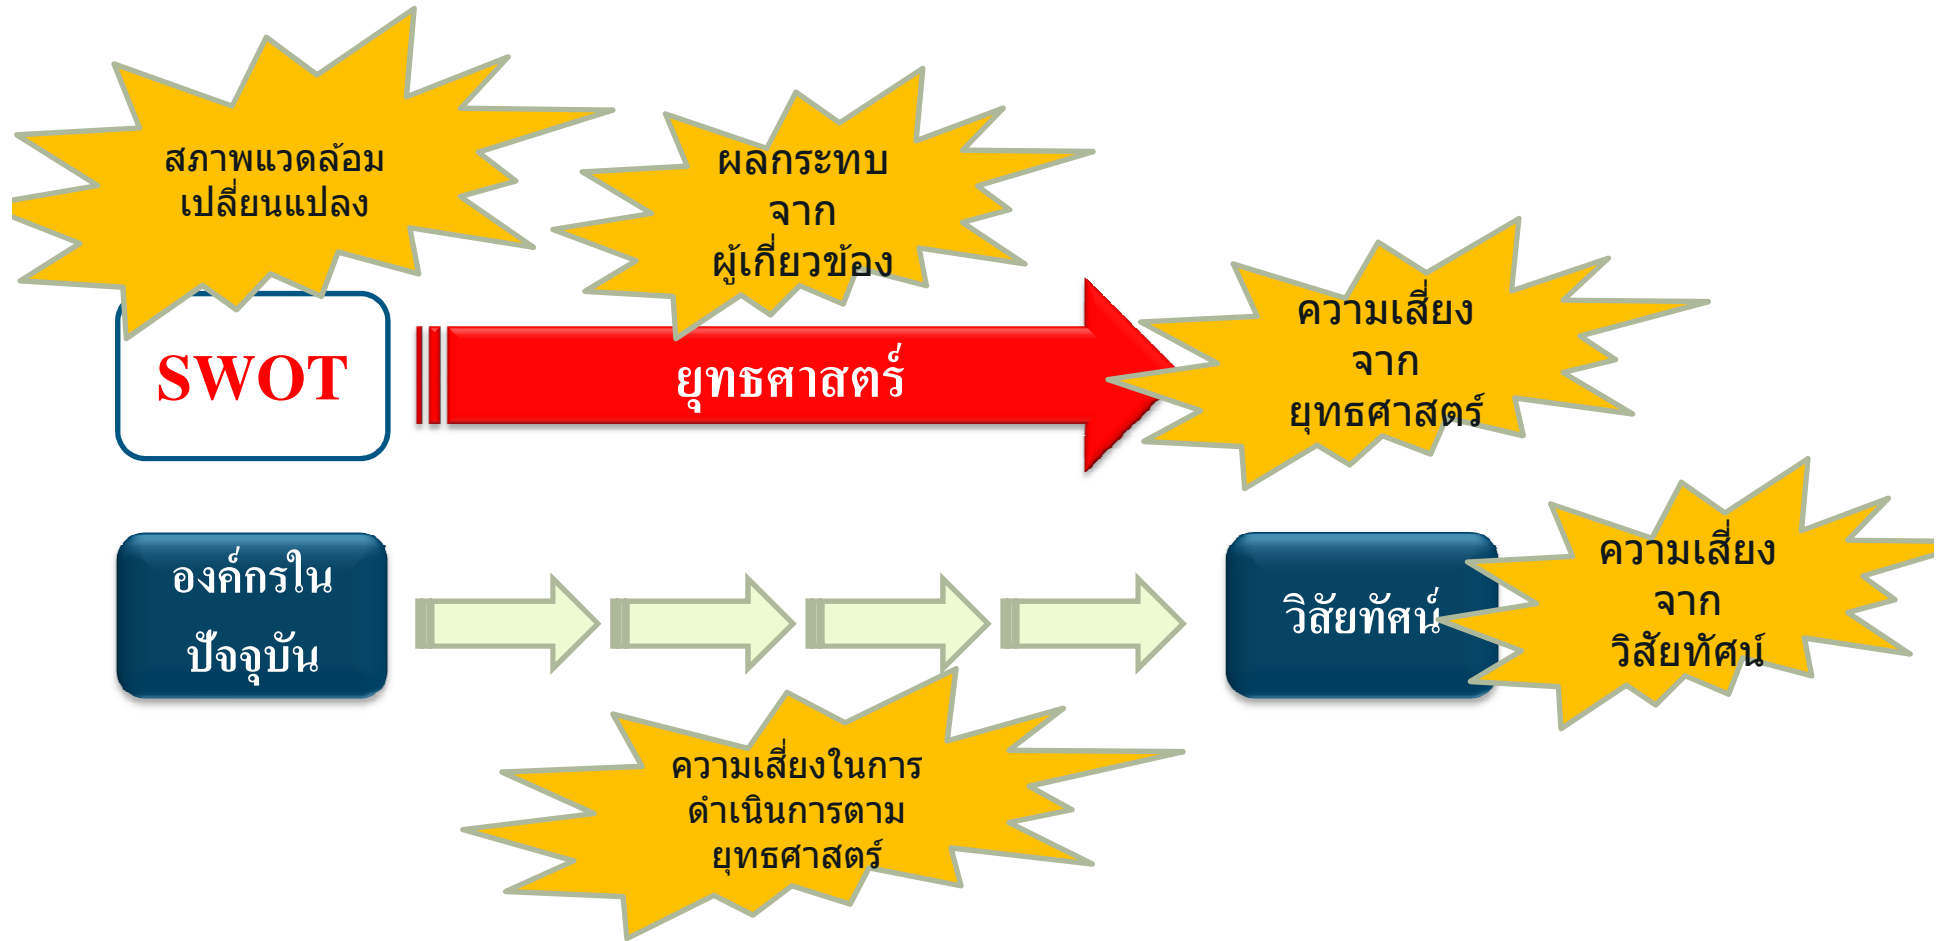 สภาพแวดล้อม
เปลี่ยนแปลง
ผลกระทบ
จาก
ผู้เกี่ยวข้อง
ความเสี่ยง
จาก
ยุทธศาสตร์
SWOT
ยุทธศาสตร์
องค์กรใน
ปัจจุบัน
วิสัยทัศน์
ความเสี่ยง
จาก
วิสัยทัศน์
ความเสี่ยงในการ
ดำเนินการตาม
ยุทธศาสตร์